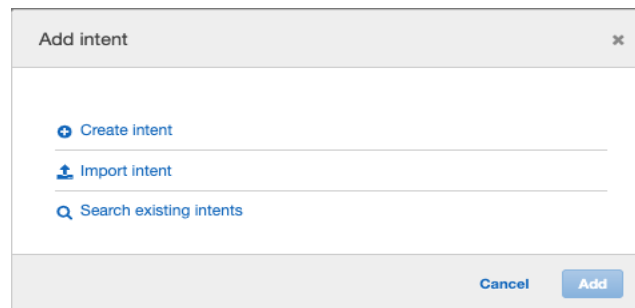 Add intent
Create intent
Import intent
Search existing intents
Cancel Add